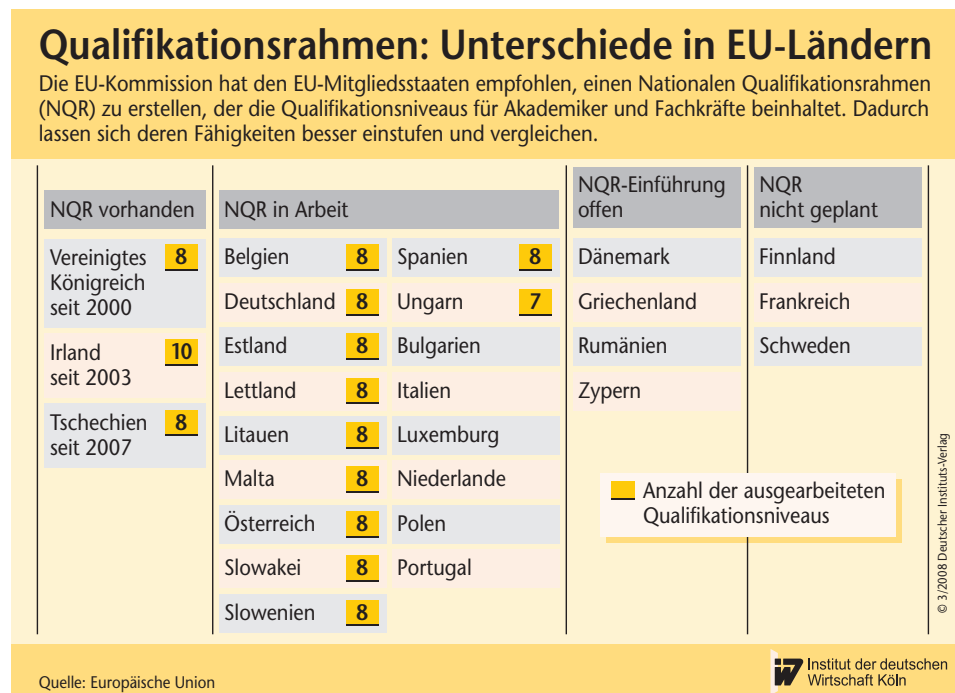 Qualifikationsrahmen: Unterschiede in EU-Ländern
Die EU-Kommission hat den EU-Mitgliedsstaaten empfohlen, einen Nationalen Qualifikationsrahmen
(NQR) zu erstellen, der die Qualifikationsniveaus für Akademiker und Fachkräfte beinhaltet. Dadurch
lassen sich deren Fähigkeiten besser einstufen und vergleichen.
NQR vorhanden
Vereinigtes 8
Königreich
seit 2000
Irland 10
seit 2003
Tschechien 8
seit 2007
NQR in Arbeit
Belgien 8
Deutschland 8
Estland 8
Lettland 8
Litauen 8
Malta 8
Österreich 8
Slowakei 8
Slowenien 8
Spanien 8
Ungarn 7
Bulgarien
Italien
Luxemburg
Niederlande
Polen
Portugal
NQR-Einführung
offen
Dänemark
Griechenland
Rumänien
Zypern
NQR
nicht geplant
Finnland
Frankreich
Schweden
Anzahl der ausgearbeiteten
Qualifikationsniveaus
© 3/2008 Deutscher Instituts-Verlag
Quelle: Europäische Union
iw Institut der deutschen
Wirtschaft Köln